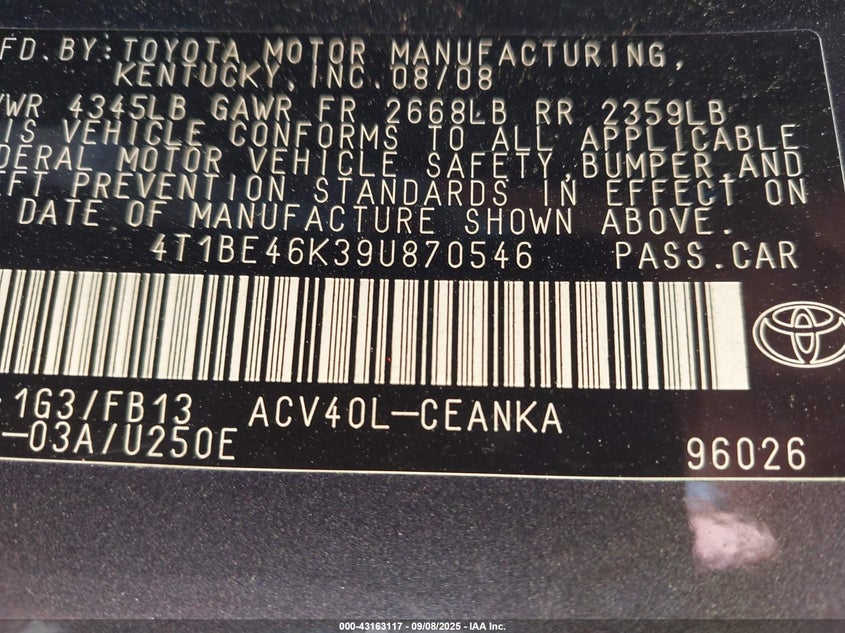 FD. BY: TOYOTA MOTOR MANUFACTURING,
KENTUCKY, INC. 08/08
VWR 4345LB GAWR FR 2668LB RR 2359LB
IS VEHICLE CONFORMS TO ALL APPLICABLE
DERAL MOTOR VEHICLE SAFETY, BUMPER, AND
EFT PREVENTION STANDARDS IN EFFECT ON
DATE OF MANUFACTURE SHOWN ABOVE.
4T1BE46K39U870546 PASS.CAR
1G3/FB13 ACV40L-CEANKA
-03A/U250E 96026
000-43163117 - 09/08/2025 - IAA Inc.